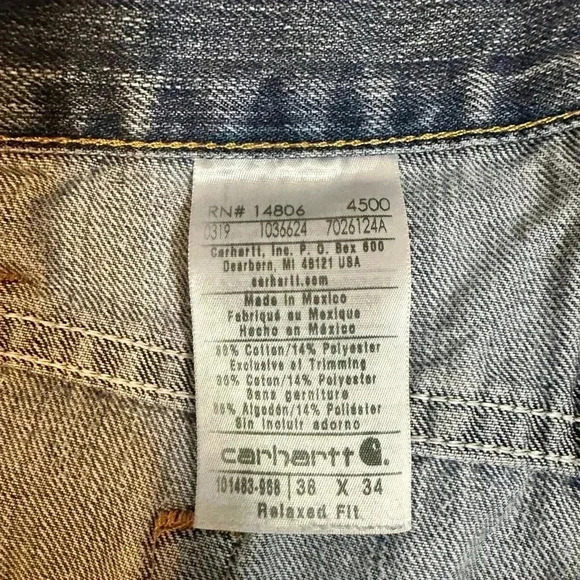 RN# 14806 4500
0319 1036624 7026124A
Carhartt, Inc. P. O. Box 600
Dearborn, MI 48121 USA
carhartt.com
Made in Mexico
Fabriqué au Mexique
Hecho en México
86% Cotton/14% Polyester
Exclusive of Trimming
86% Coton/14% Polyester
Sans garniture
86% Algodón/14% Poliéster
Sin incluir adorno
carhartt
101483-966 36 X 34
Relaxed Fit